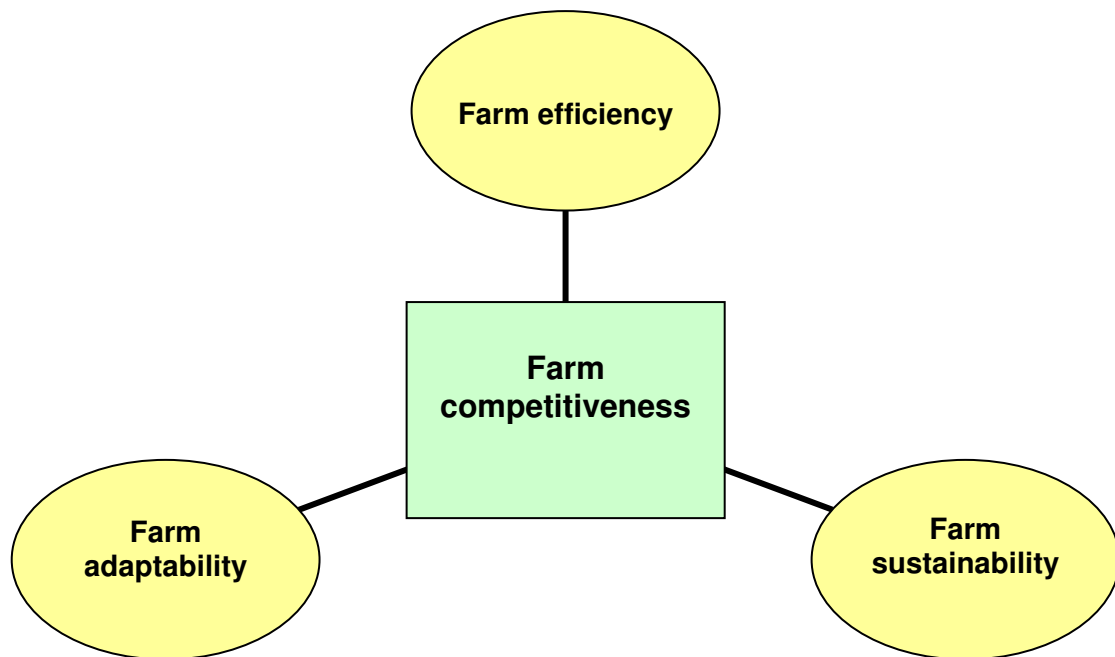 Farm efficiency
Farm
competitiveness
Farm
adaptability
Farm
sustainability